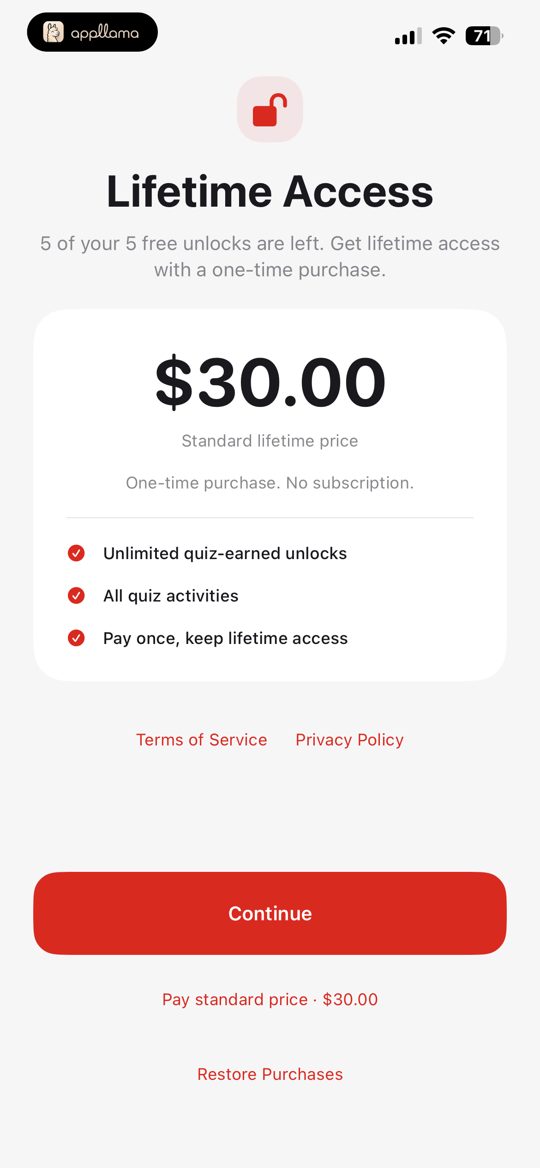 appllama
71
Lifetime Access
5 of your 5 free unlocks are left. Get lifetime access
with a one-time purchase.
$30.00
Standard lifetime price
One-time purchase. No subscription.
Unlimited quiz-earned unlocks
All quiz activities
Pay once, keep lifetime access
Terms of Service Privacy Policy
Continue
Pay standard price · $30.00
Restore Purchases